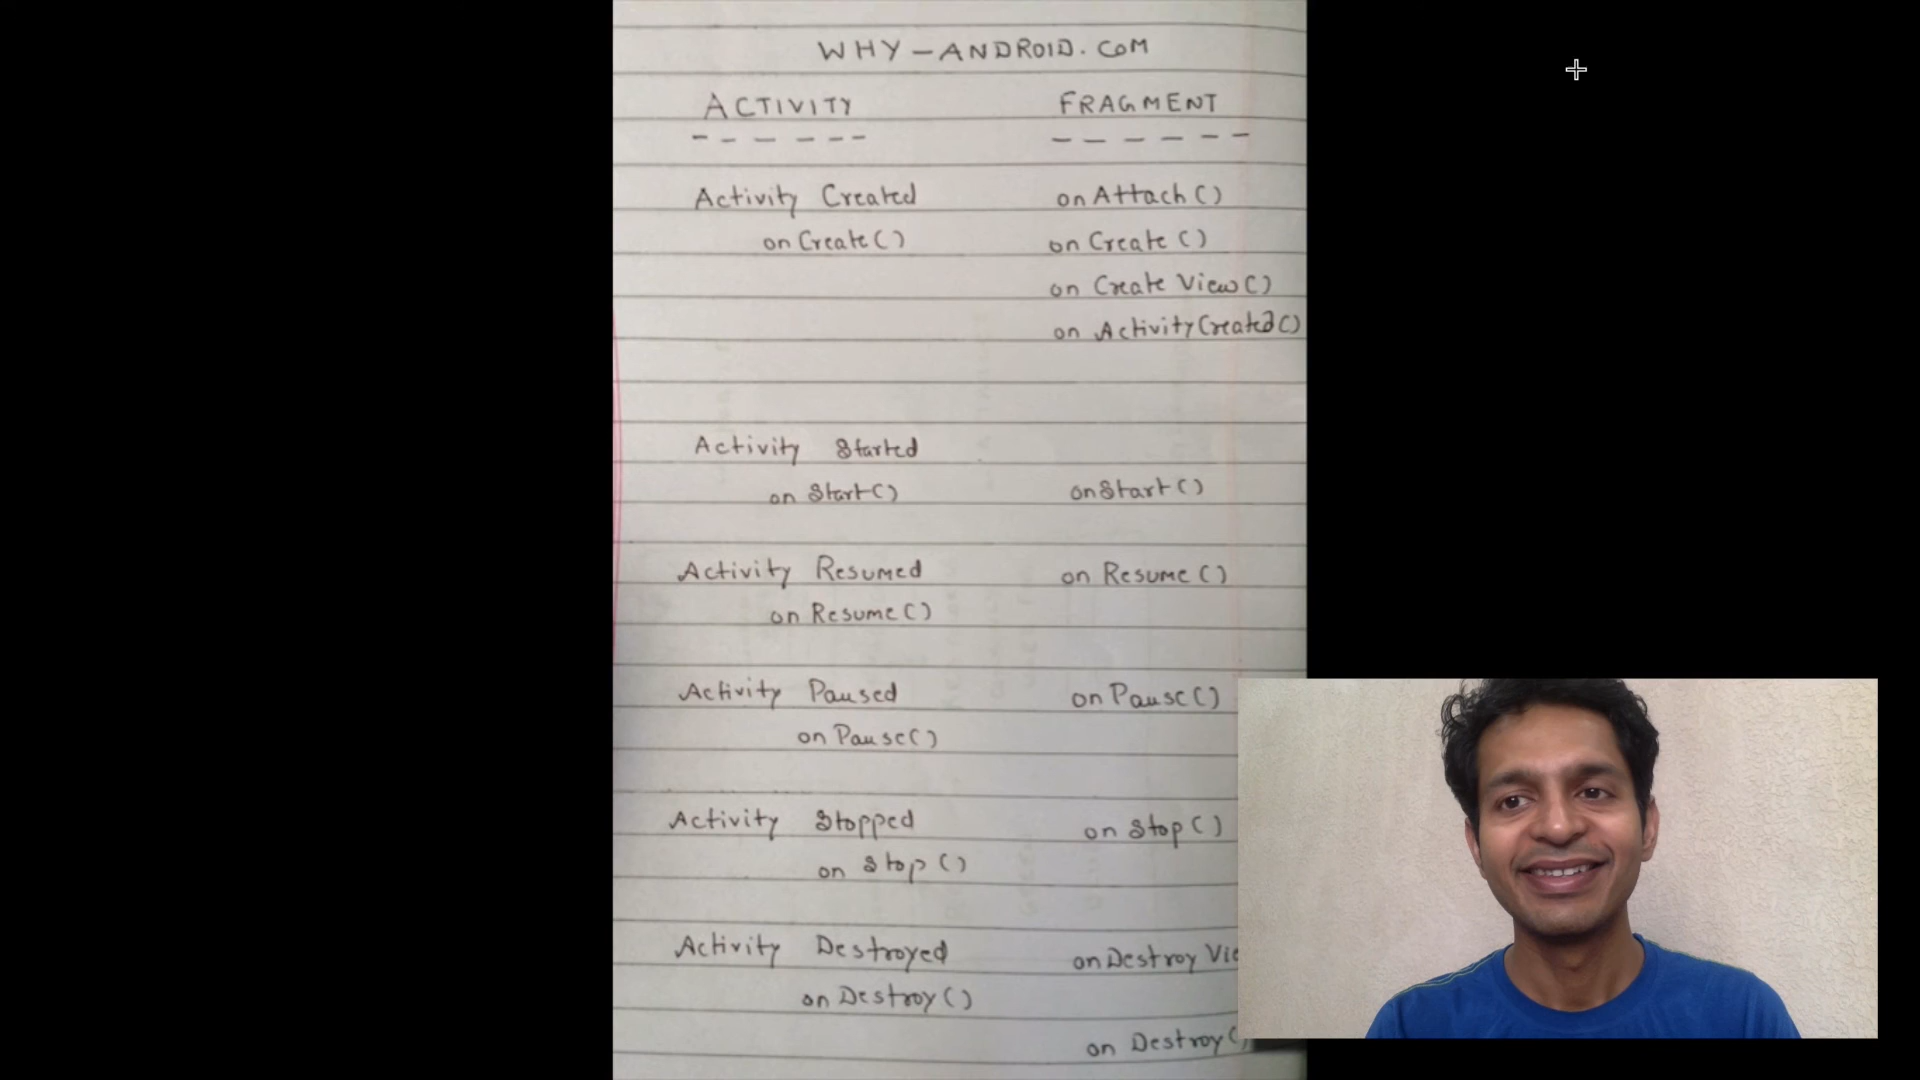 WHY-ANDROID.COM
ACTIVITY FRAGMENT
Activity Created onAttach()
onCreate() onCreate()
onCreateView()
onActivityCreated()
Activity Started
onStart() onStart()
Activity Resumed onResume()
onResume()
Activity Paused onPause()
onPause()
Activity Stopped onStop()
onStop()
Activity Destroyed onDestroy
onDestroy()
onDestroy(